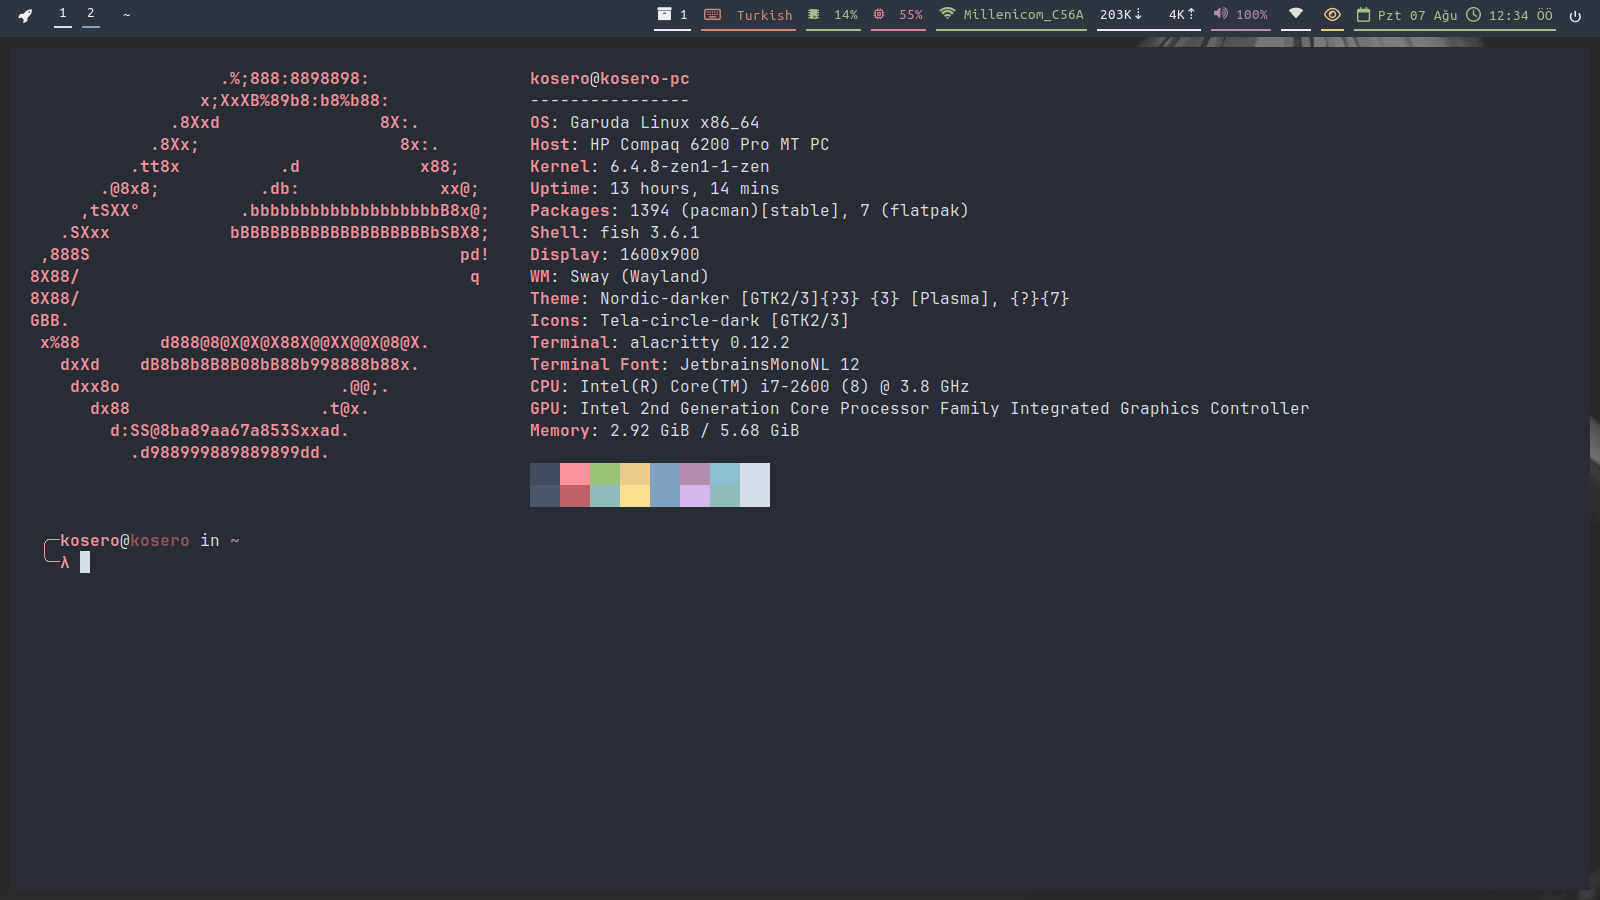 1 2 ~ 1 Turkish 14% 55% Millenicom_C56A 203K⇣ 4K⇡ 100% Pzt 07 Ağu 12:34 ÖÖ
.%;888:8898898:
x;XxXB%89b8:b8%b88:
.8Xxd 8X:.
.8Xx; 8x:.
.tt8x .d x88;
.@8x8; .db: xx@;
,tSXX° .bbbbbbbbbbbbbbbbbbbB8x@;
.SXxx bBBBBBBBBBBBBBBBBBBBbSBX8;
,888S pd!
8X88/ q
8X88/
GBB.
x%88 d888@8@X@X@X88X@@XX@@X@8@X.
dxXd dB8b8b8B8B08bB88b998888b88x.
dxx8o .@@;.
dx88 .t@x.
d:SS@8ba89aa67a853Sxxad.
.d988999889889899dd.
kosero@kosero-pc
----------------
OS: Garuda Linux x86_64
Host: HP Compaq 6200 Pro MT PC
Kernel: 6.4.8-zen1-1-zen
Uptime: 13 hours, 14 mins
Packages: 1394 (pacman)[stable], 7 (flatpak)
Shell: fish 3.6.1
Display: 1600x900
WM: Sway (Wayland)
Theme: Nordic-darker [GTK2/3]{?3} {3} [Plasma], {?}{7}
Icons: Tela-circle-dark [GTK2/3]
Terminal: alacritty 0.12.2
Terminal Font: JetbrainsMonoNL 12
CPU: Intel(R) Core(TM) i7-2600 (8) @ 3.8 GHz
GPU: Intel 2nd Generation Core Processor Family Integrated Graphics Controller
Memory: 2.92 GiB / 5.68 GiB
╭─kosero@kosero in ~
╰─λ